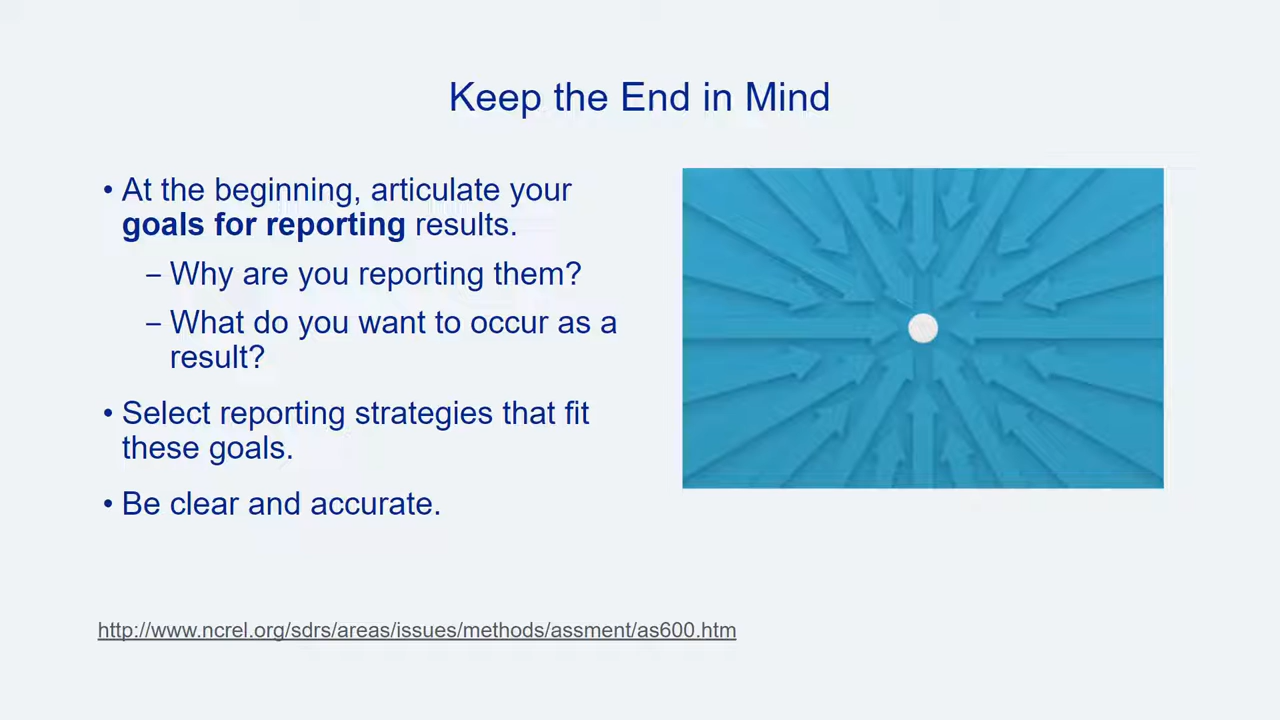 Keep the End in Mind
• At the beginning, articulate your
goals for reporting results.
– Why are you reporting them?
– What do you want to occur as a
result?
• Select reporting strategies that fit
these goals.
• Be clear and accurate.
http://www.ncrel.org/sdrs/areas/issues/methods/assment/as600.htm